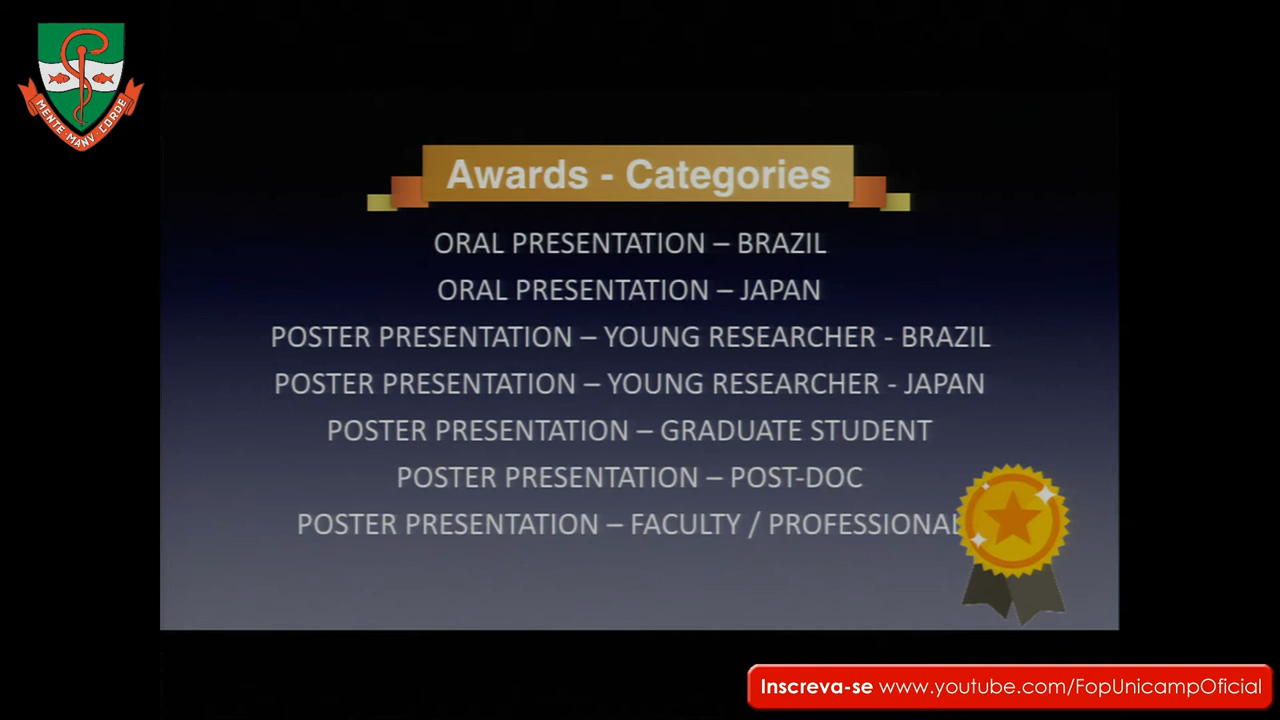 MENTE MANV CORDE
Awards - Categories
ORAL PRESENTATION – BRAZIL
ORAL PRESENTATION – JAPAN
POSTER PRESENTATION – YOUNG RESEARCHER - BRAZIL
POSTER PRESENTATION – YOUNG RESEARCHER - JAPAN
POSTER PRESENTATION – GRADUATE STUDENT
POSTER PRESENTATION – POST-DOC
POSTER PRESENTATION – FACULTY / PROFESSIONAL
Inscreva-se www.youtube.com/FopUnicampOficial